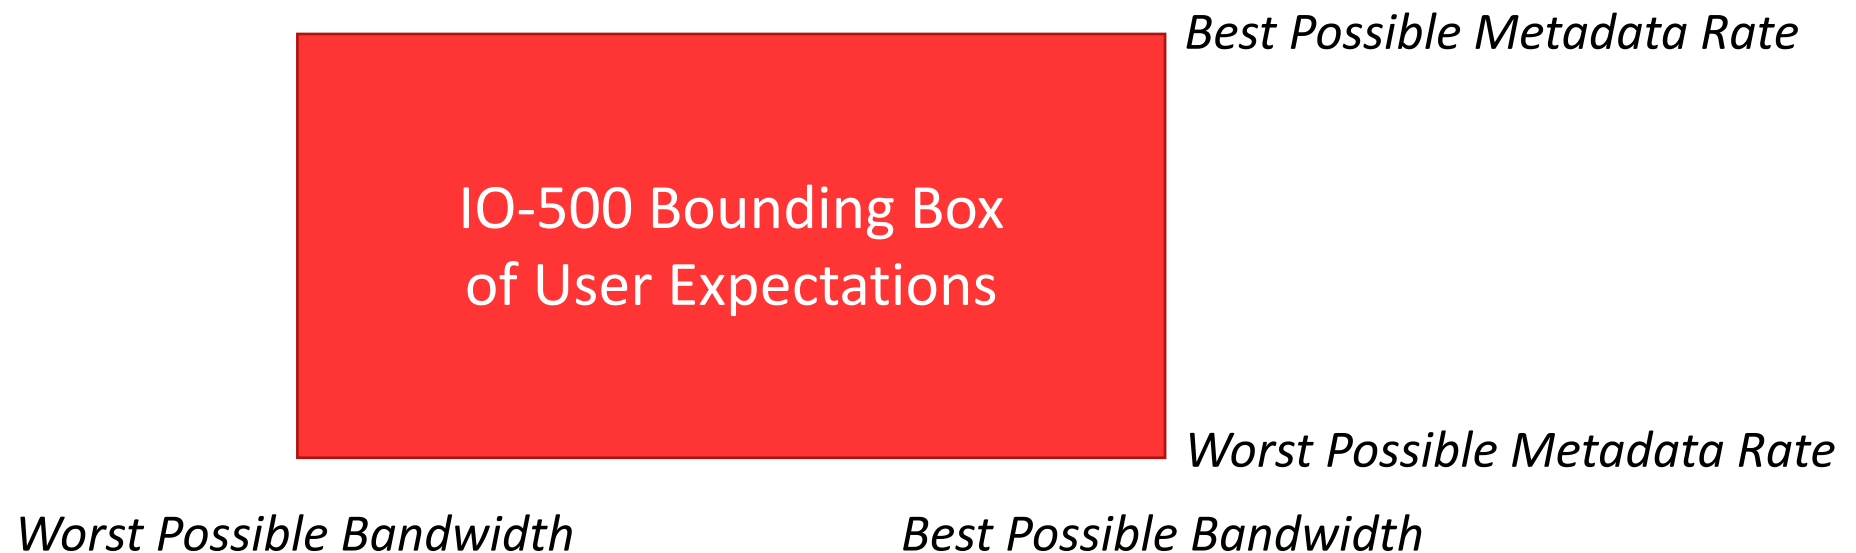 Best Possible Metadata Rate
IO-500 Bounding Box
of User Expectations
Worst Possible Metadata Rate
Worst Possible Bandwidth
Best Possible Bandwidth